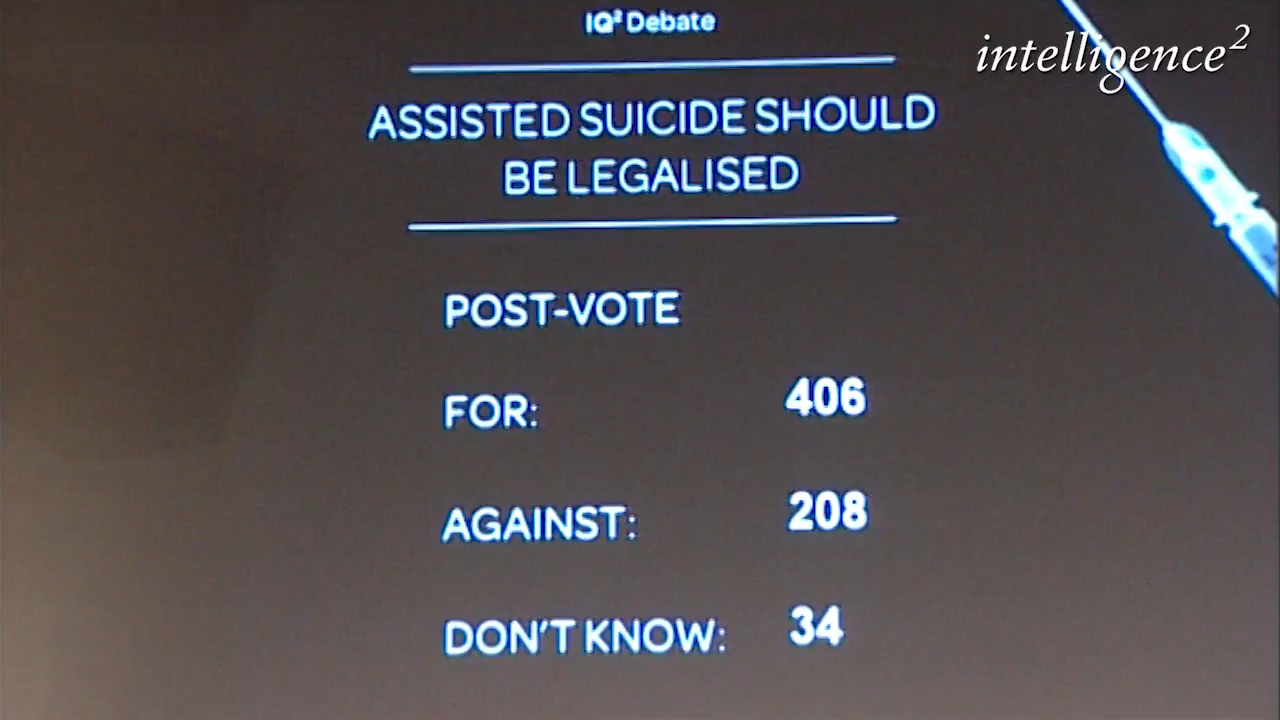 IQ² Debate
intelligence²
ASSISTED SUICIDE SHOULD
BE LEGALISED
POST-VOTE
FOR: 406
AGAINST: 208
DON'T KNOW: 34